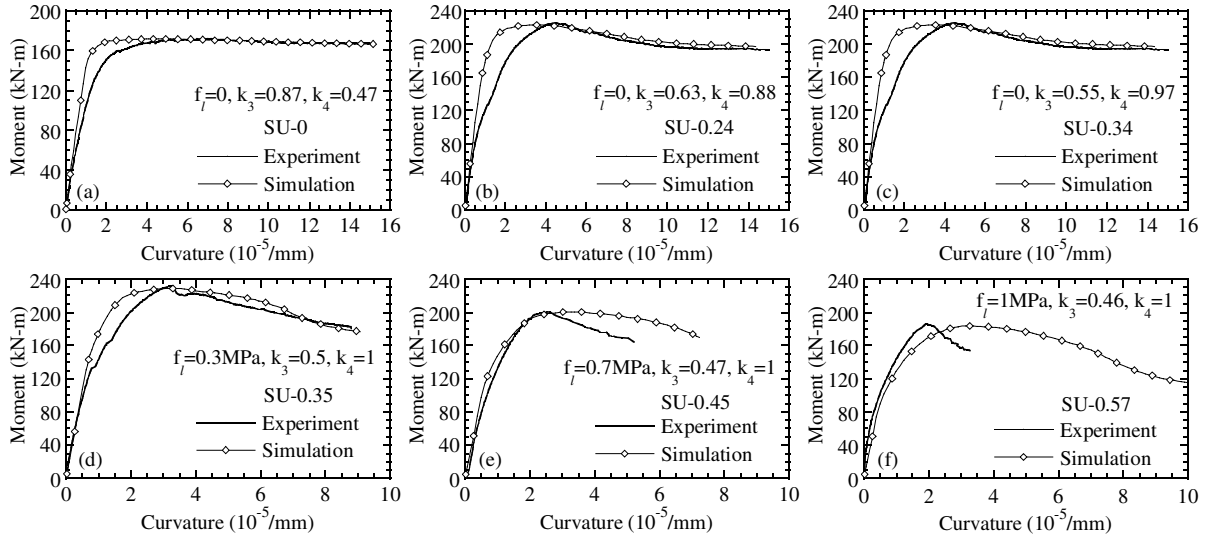 Moment (kN-m)
200
160
120
80
40
0
f_l=0, k_3=0.87, k_4=0.47
SU-0
Experiment
Simulation
(a)
0 2 4 6 8 10 12 14 16
Curvature (10^-5/mm)
Moment (kN-m)
240
200
160
120
80
40
0
f_l=0, k_3=0.63, k_4=0.88
SU-0.24
Experiment
Simulation
(b)
0 2 4 6 8 10 12 14 16
Curvature (10^-5/mm)
Moment (kN-m)
240
200
160
120
80
40
0
f_l=0, k_3=0.55, k_4=0.97
SU-0.34
Experiment
Simulation
(c)
0 2 4 6 8 10 12 14 16
Curvature (10^-5/mm)
Moment (kN-m)
240
200
160
120
80
40
0
f_l=0.3MPa, k_3=0.5, k_4=1
SU-0.35
Experiment
Simulation
(d)
0 2 4 6 8 10
Curvature (10^-5/mm)
Moment (kN-m)
240
200
160
120
80
40
0
f_l=0.7MPa, k_3=0.47, k_4=1
SU-0.45
Experiment
Simulation
(e)
0 2 4 6 8 10
Curvature (10^-5/mm)
Moment (kN-m)
240
200
160
120
80
40
0
f_l=1MPa, k_3=0.46, k_4=1
SU-0.57
Experiment
Simulation
(f)
0 2 4 6 8 10
Curvature (10^-5/mm)